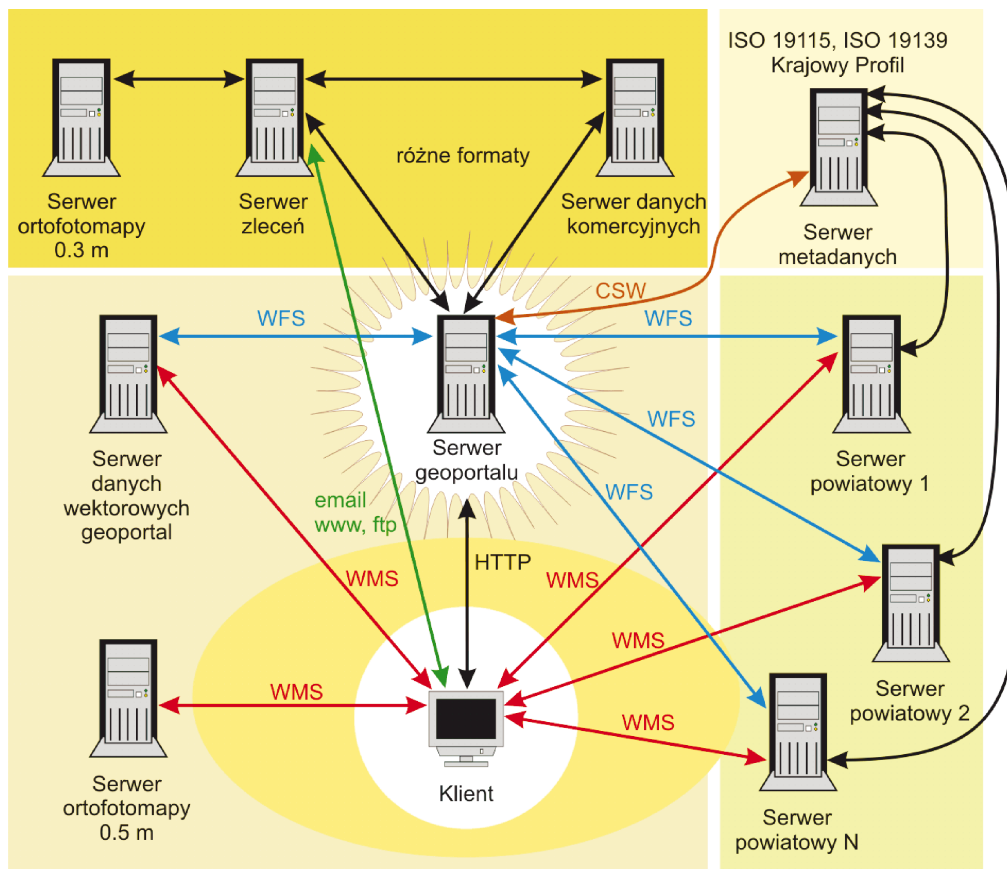 ISO 19115, ISO 19139
Krajowy Profil
różne formaty
Serwer
ortofotomapy
0.3 m
Serwer
zleceń
Serwer danych
komercyjnych
Serwer
metadanych
CSW
WFS
WFS
Serwer
geoportalu
WFS
Serwer
danych
wektorowych
geoportal
Serwer
powiatowy 1
WFS
email
www, ftp
HTTP
WMS
WMS
WMS
WMS
WMS
Serwer
powiatowy 2
Klient
Serwer
ortofotomapy
0.5 m
Serwer
powiatowy N